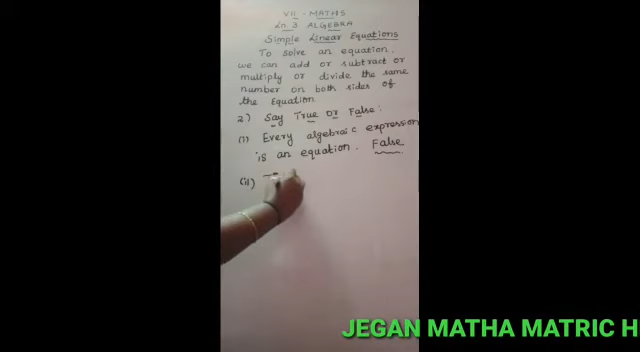 VII - MATHS
Ln 3 ALGEBRA
Simple Linear Equations
To solve an equation,
we can add or subtract or
multiply or divide the same
number on both sides of
the Equation
2) Say True or False:
(i) Every algebraic expression
is an equation. False
(ii)
JEGAN MATHA MATRIC H